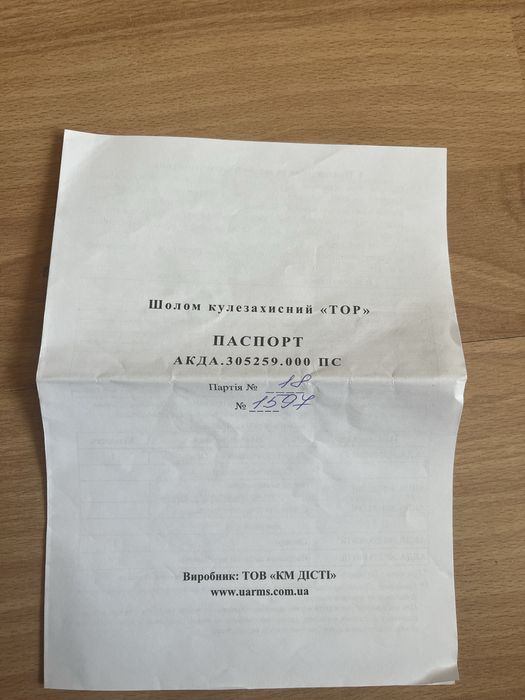 Шолом кулезахисний «ТОР»
ПАСПОРТ
АКДА.305259.000 ПС
Партія № 18
№ 1597
Виробник: ТОВ «КМ ДІСТІ»
www.uarms.com.ua